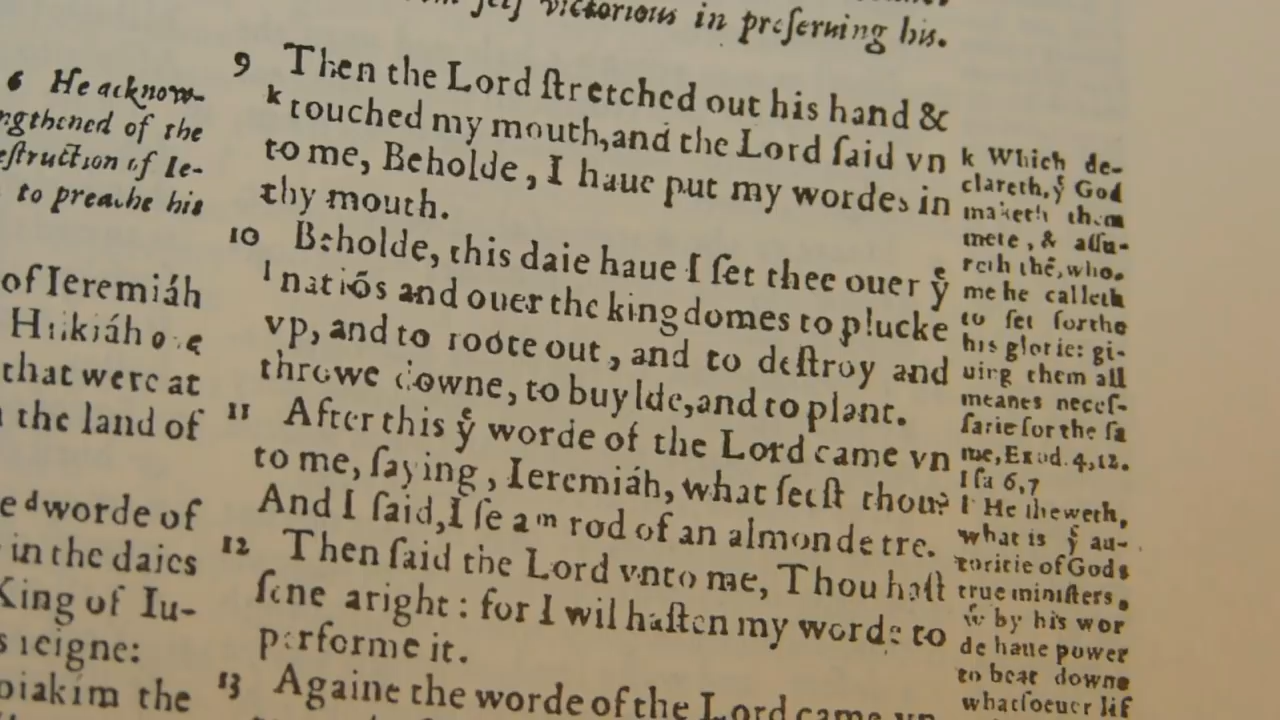 victorious in preſeruing his.
6 He acknow-
ngthened of the
eſtruction of Ie-
to preache his
of Ieremiáh
Hilkiáh
that were at
the land of
e d worde of
in the daies
King of Iu-
reigne:
oiakim the
9 Then the Lord ſtretched out his hand &
k touched my mouth, and the Lord ſaid vn
to me, Beholde, I haue put my wordes in
thy mouth.
10 Beholde, this daie haue I ſet thee ouer yͤ
l natiōs and ouer the kingdomes to plucke
vp, and to roote out, and to deſtroy and
throwe downe, to buylde, and to plant.
11 After this yͤ worde of the Lord came vn
to me, ſaying, Ieremiáh, what ſeeſt thou?
And I ſaid, I ſe a m rod of an almonde tre.
12 Then ſaid the Lord vnto me, Thou haſt
ſene aright: for I wil haſten my worde to
performe it.
13 Againe the worde of the Lord came vn
k Which de-
clareth, yͭ God
maketh them
mete, & aſſu-
reth thē, who-
me he calleth
to ſet forthe
his glorie: gi-
uing them all
meanes neceſ-
ſarie for the ſa
me, Exod. 4,12.
Iſa 6,7
l He ſheweth,
what is yͤ au-
toritie of Gods
true miniſters,
by his wor
de haue power
to beat downe
whatſoeuer lif